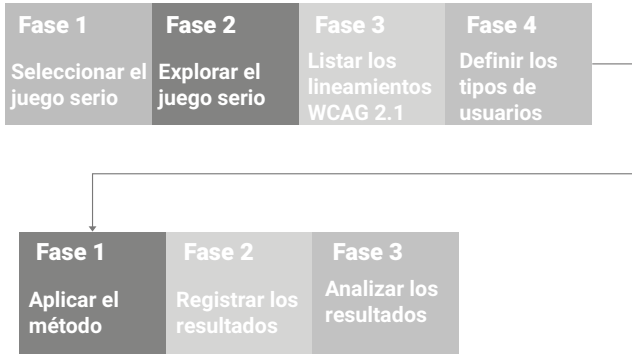 Fase 1
Seleccionar el
juego serio
Fase 2
Explorar el
juego serio
Fase 3
Listar los
lineamientos
WCAG 2.1
Fase 4
Definir los
tipos de
usuarios
Fase 1
Aplicar el
método
Fase 2
Registrar los
resultados
Fase 3
Analizar los
resultados